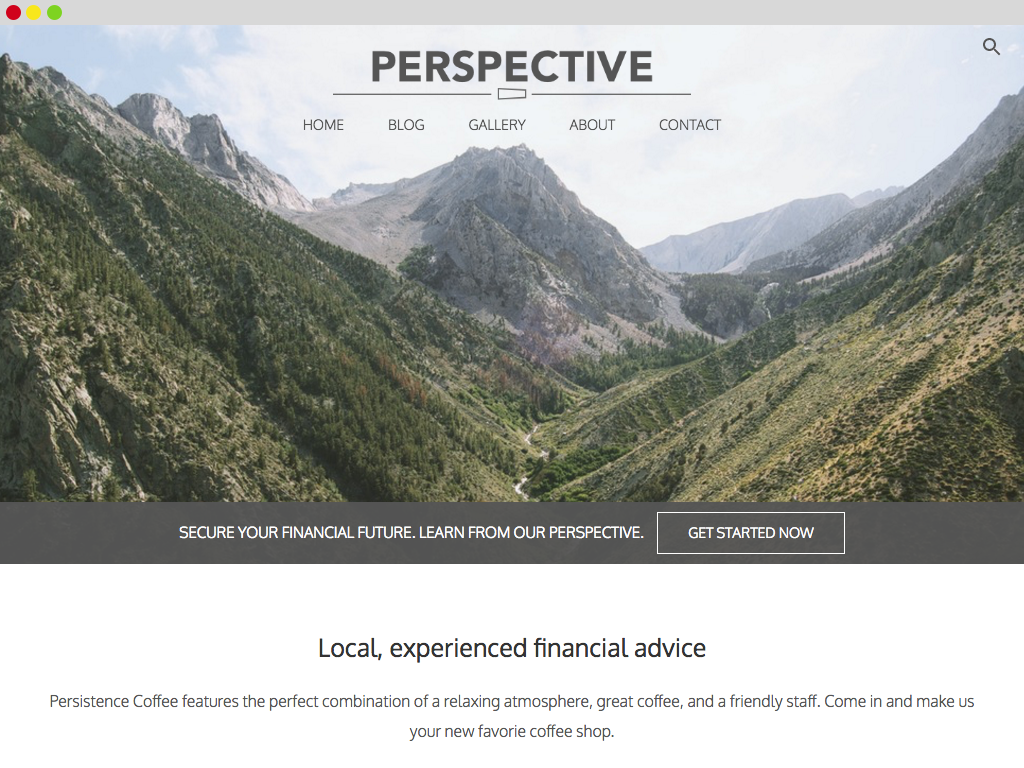 PERSPECTIVE
HOME BLOG GALLERY ABOUT CONTACT
SECURE YOUR FINANCIAL FUTURE. LEARN FROM OUR PERSPECTIVE. GET STARTED NOW
Local, experienced financial advice
Persistence Coffee features the perfect combination of a relaxing atmosphere, great coffee, and a friendly staff. Come in and make us
your new favorie coffee shop.